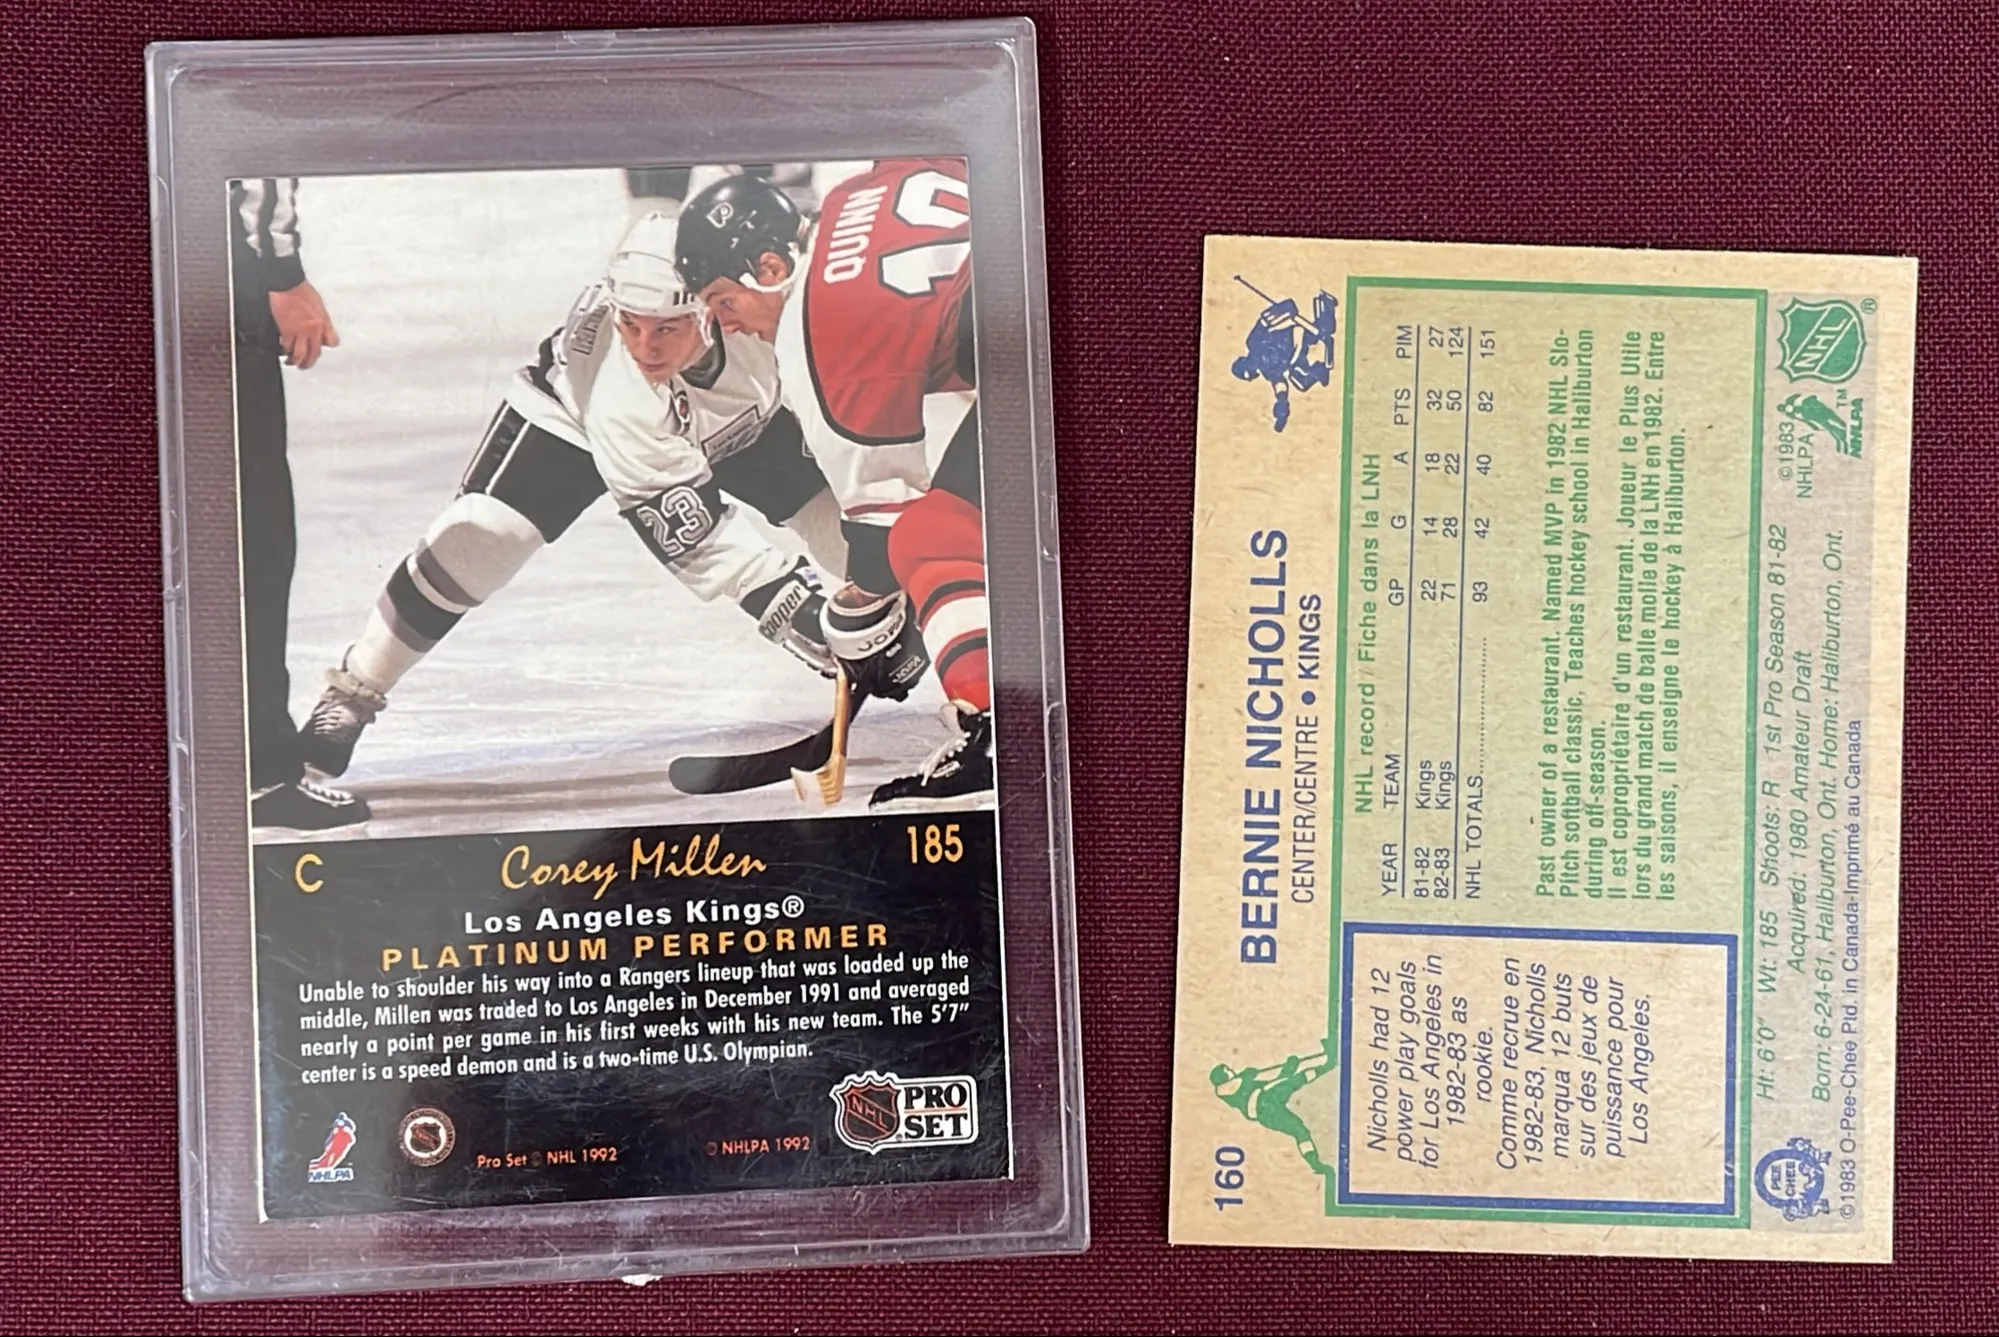 QUINN
10
23
cooper
C
Corey Millen
185
Los Angeles Kings®
PLATINUM PERFORMER
Unable to shoulder his way into a Rangers lineup that was loaded up the
middle, Millen was traded to Los Angeles in December 1991 and averaged
nearly a point per game in his first weeks with his new team. The 5'7"
center is a speed demon and is a two-time U.S. Olympian.
NHLPA
Pro Set © NHL 1992
© NHLPA 1992
NHL
PRO
SET
160
BERNIE NICHOLLS
CENTER/CENTRE • KINGS
Nicholls had 12
power play goals
for Los Angeles in
1982-83 as
rookie.
Comme recrue en
1982-83, Nicholls
marqua 12 buts
sur des jeux de
puissance pour
Los Angeles.
NHL record / Fiche dans la LNH
YEAR TEAM GP G A PTS PIM
81-82 Kings 22 14 18 32 27
82-83 Kings 71 28 22 50 124
NHL TOTALS 93 42 40 82 151
Past owner of a restaurant. Named MVP in 1982 NHL Slo-
Pitch softball classic. Teaches hockey school in Haliburton
during off-season.
Il est copropriétaire d'un restaurant. Joueur le Plus Utile
lors du grand match de balle molle de la LNH en 1982. Entre
les saisons, il enseigne le hockey à Haliburton.
Ht: 6'0" Wt: 185 Shoots: R 1st Pro Season 81-82
Acquired: 1980 Amateur Draft
Born: 6-24-61, Haliburton, Ont. Home: Haliburton, Ont.
©1983 O-Pee-Chee Ptd. in Canada-Imprimé au Canada
O
PEE
CHEE
©1983
NHLPA
NHLPA™
NHL®